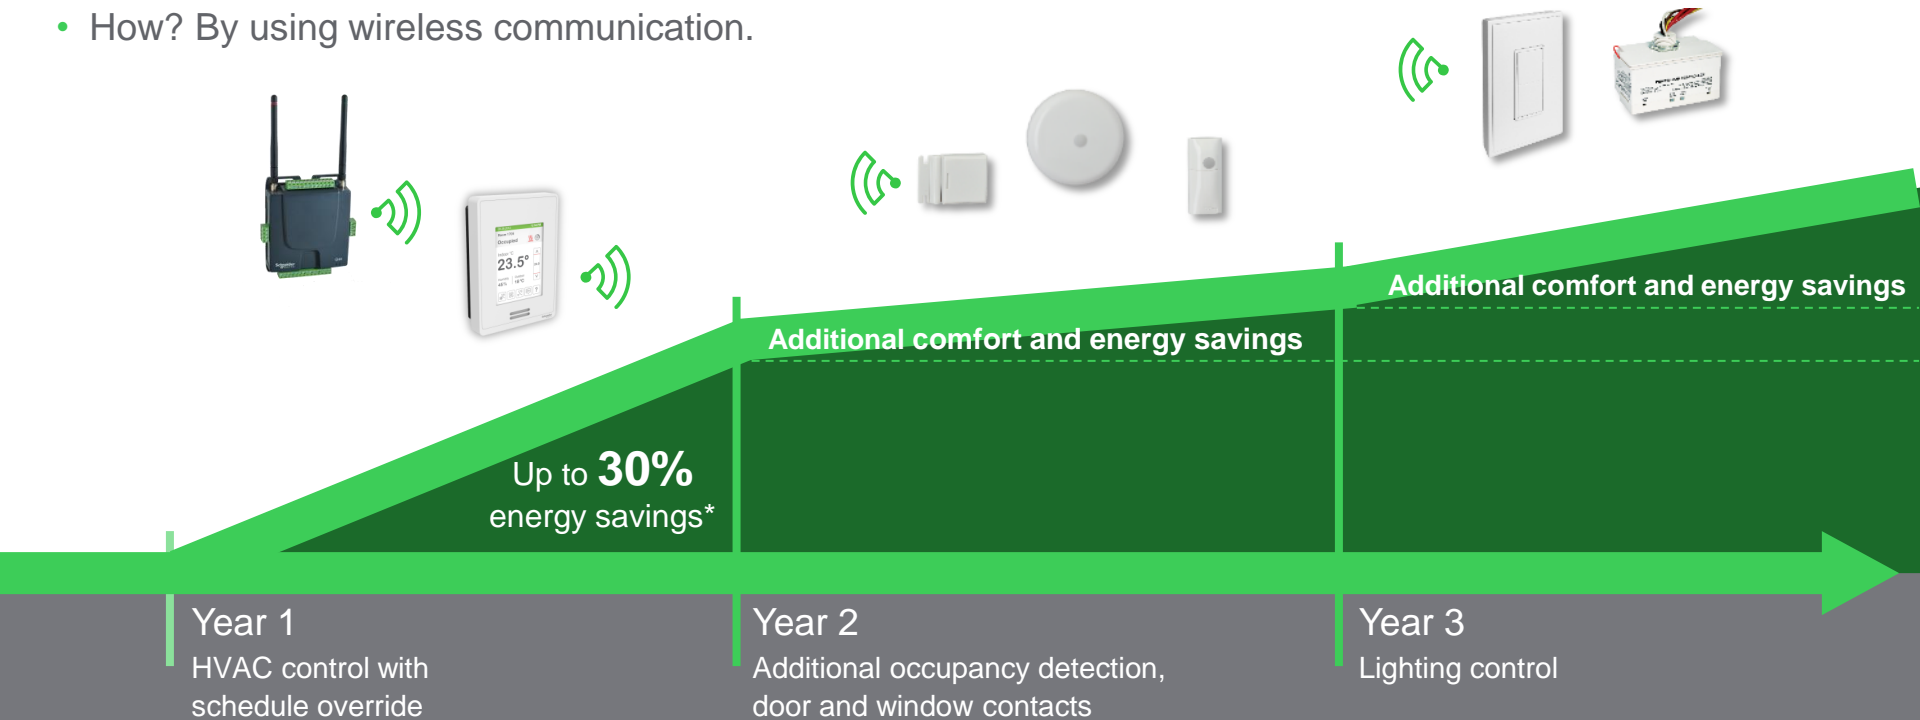 • How? By using wireless communication.
Occupied
23.5°
Additional comfort and energy savings
Additional comfort and energy savings
Up to 30%
energy savings*
Year 1
HVAC control with
schedule override
Year 2
Additional occupancy detection,
door and window contacts
Year 3
Lighting control